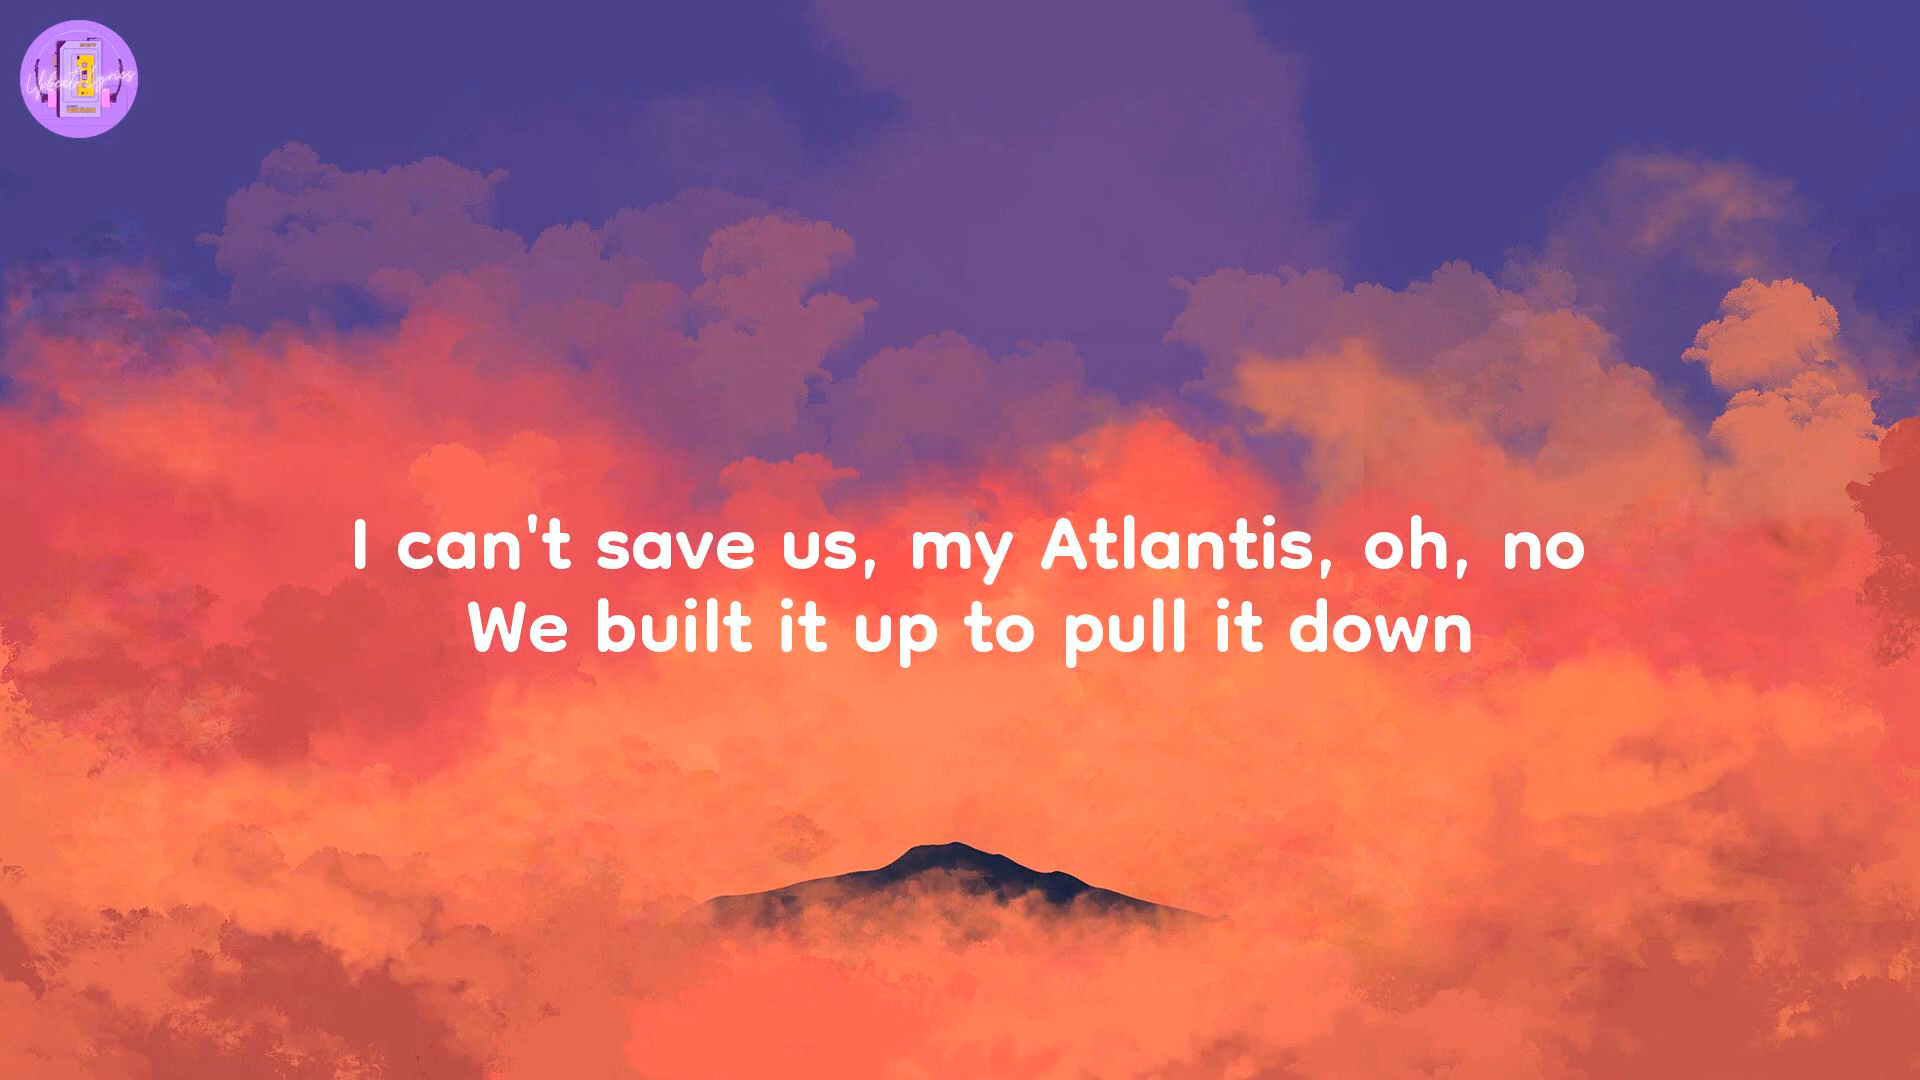 I can't save us, my Atlantis, oh, no
We built it up to pull it down